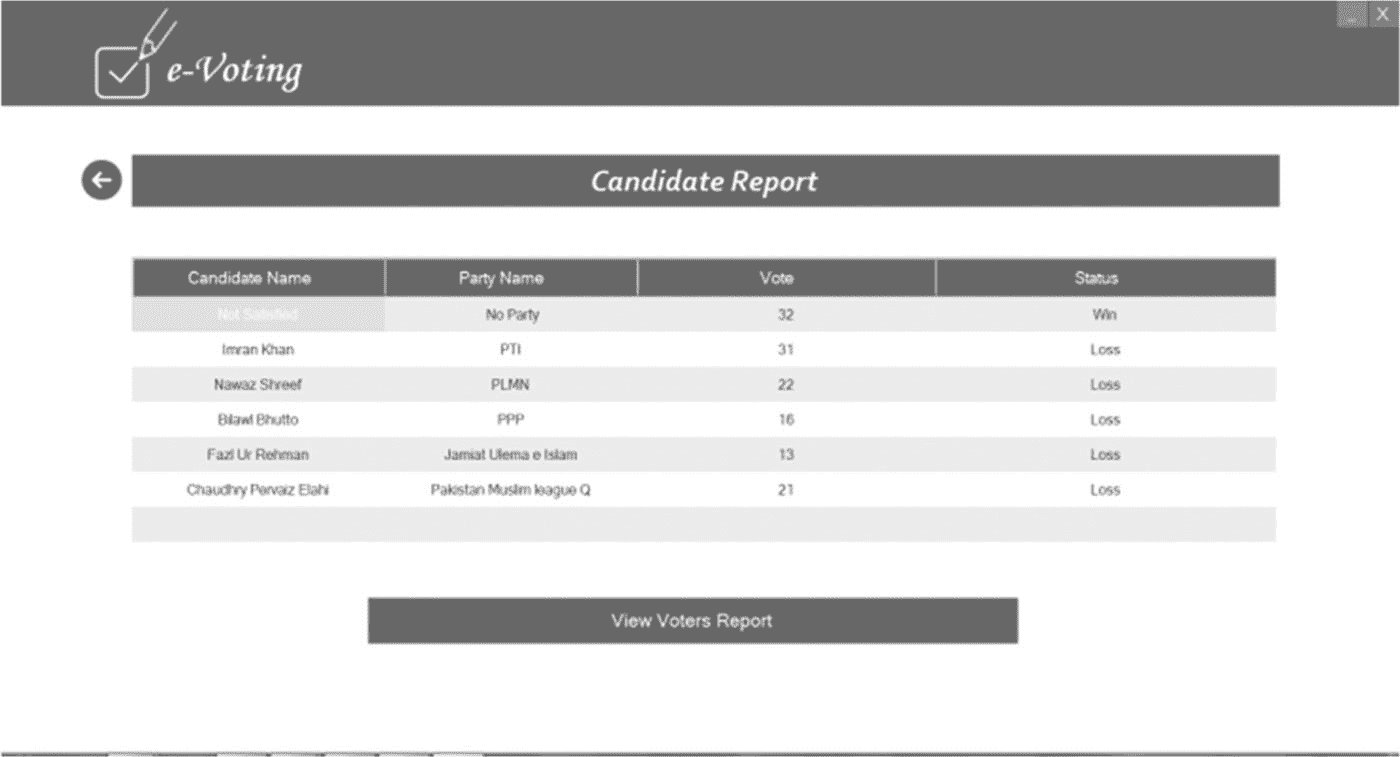 _ X
e-Voting
Candidate Report
Candidate Name Party Name Vote Status
Not Satisfied No Party 32 Win
Imran Khan PTI 31 Loss
Nawaz Shreef PLMN 22 Loss
Bilawl Bhutto PPP 16 Loss
Fazl Ur Rehman Jamiat Ulema e Islam 13 Loss
Chaudhry Pervaiz Elahi Pakistan Muslim league Q 21 Loss
View Voters Report